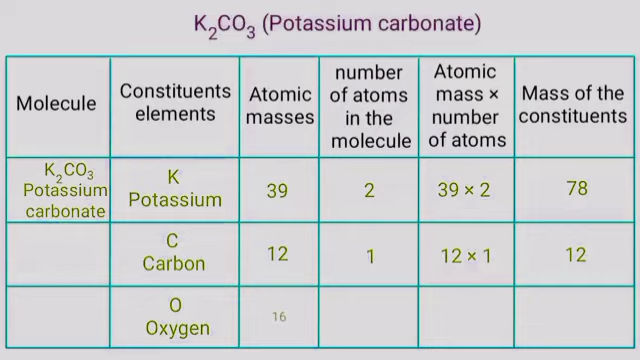 K2CO3 (Potassium carbonate)
Molecule
Constituents
elements
Atomic
masses
number
of atoms
in the
molecule
Atomic
mass ×
number
of atoms
Mass of the
constituents
K2CO3
Potassium
carbonate
K
Potassium
39
2
39 × 2
78
C
Carbon
12
1
12 × 1
12
O
Oxygen
16